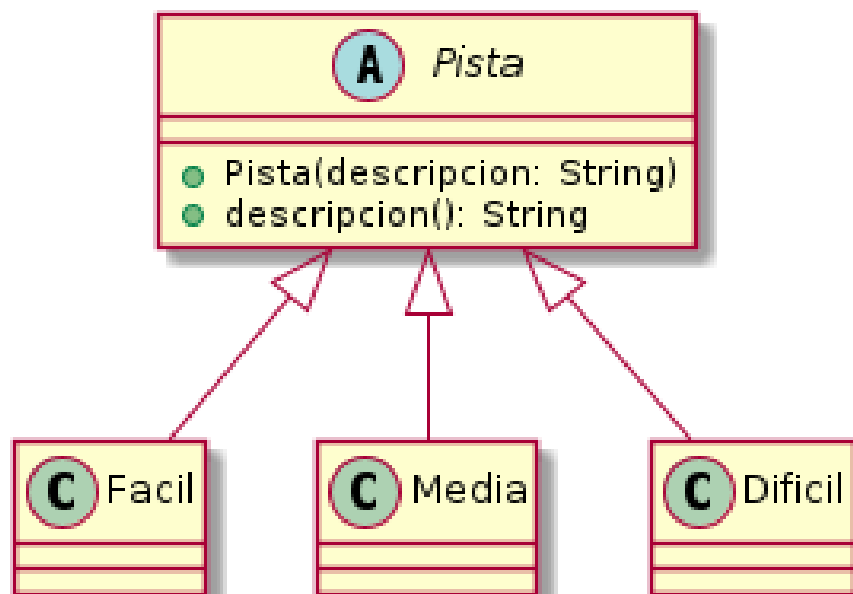 A Pista
Pista(descripcion: String)
descripcion(): String
C Facil
C Media
C Dificil